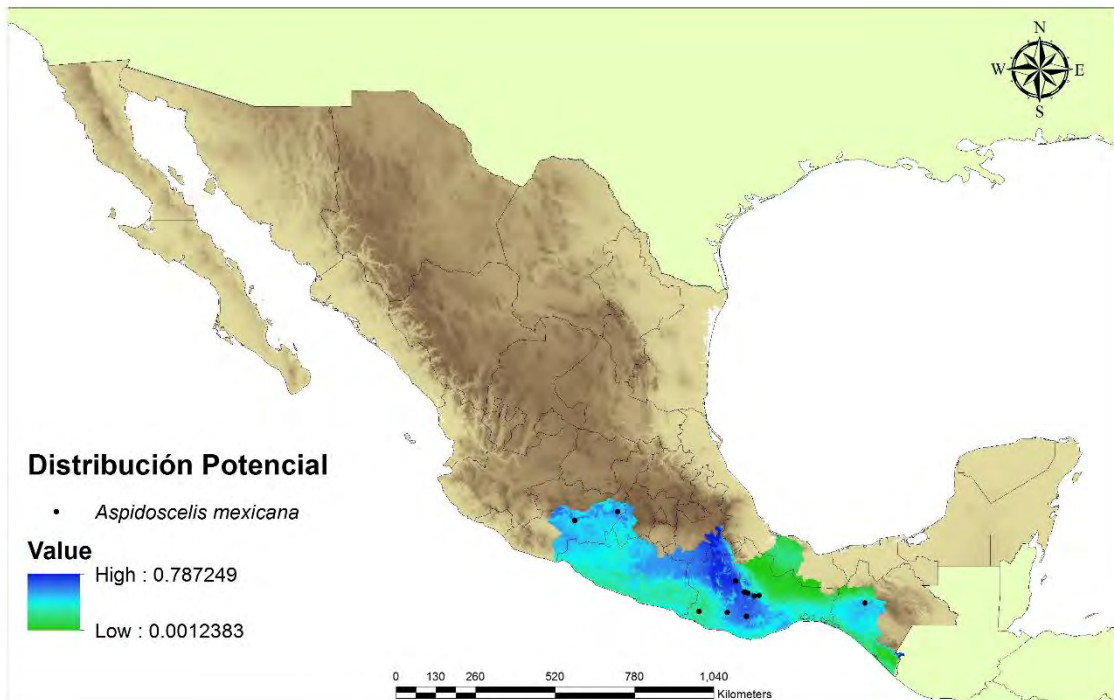 N
W E
S
Distribución Potencial
Aspidoscelis mexicana
Value
High : 0.787249
Low : 0.0012383
0 130 260 520 780 1,040
Kilometers